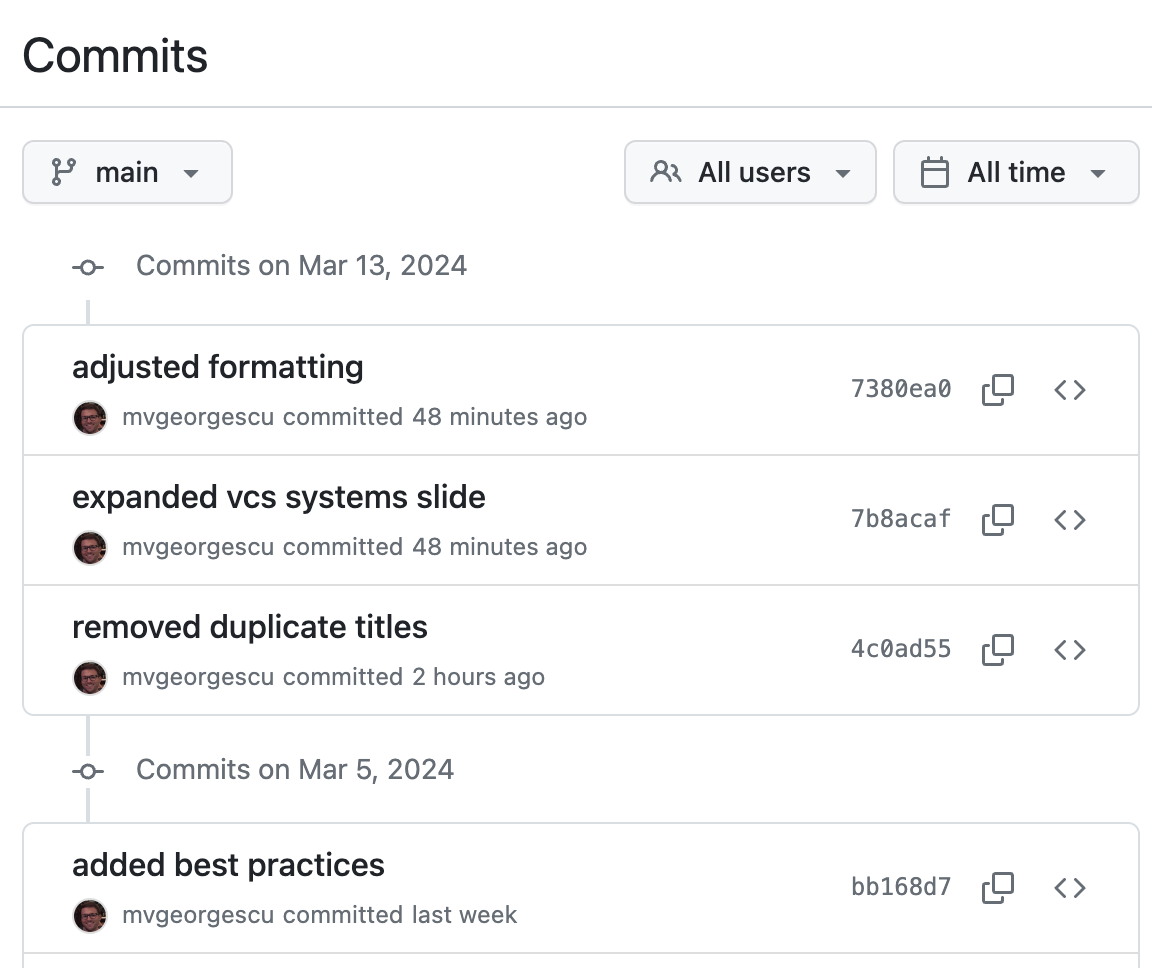 Commits
main
All users
All time
Commits on Mar 13, 2024
adjusted formatting
mvgeorgescu committed 48 minutes ago
7380ea0
expanded vcs systems slide
mvgeorgescu committed 48 minutes ago
7b8acaf
removed duplicate titles
mvgeorgescu committed 2 hours ago
4c0ad55
Commits on Mar 5, 2024
added best practices
mvgeorgescu committed last week
bb168d7